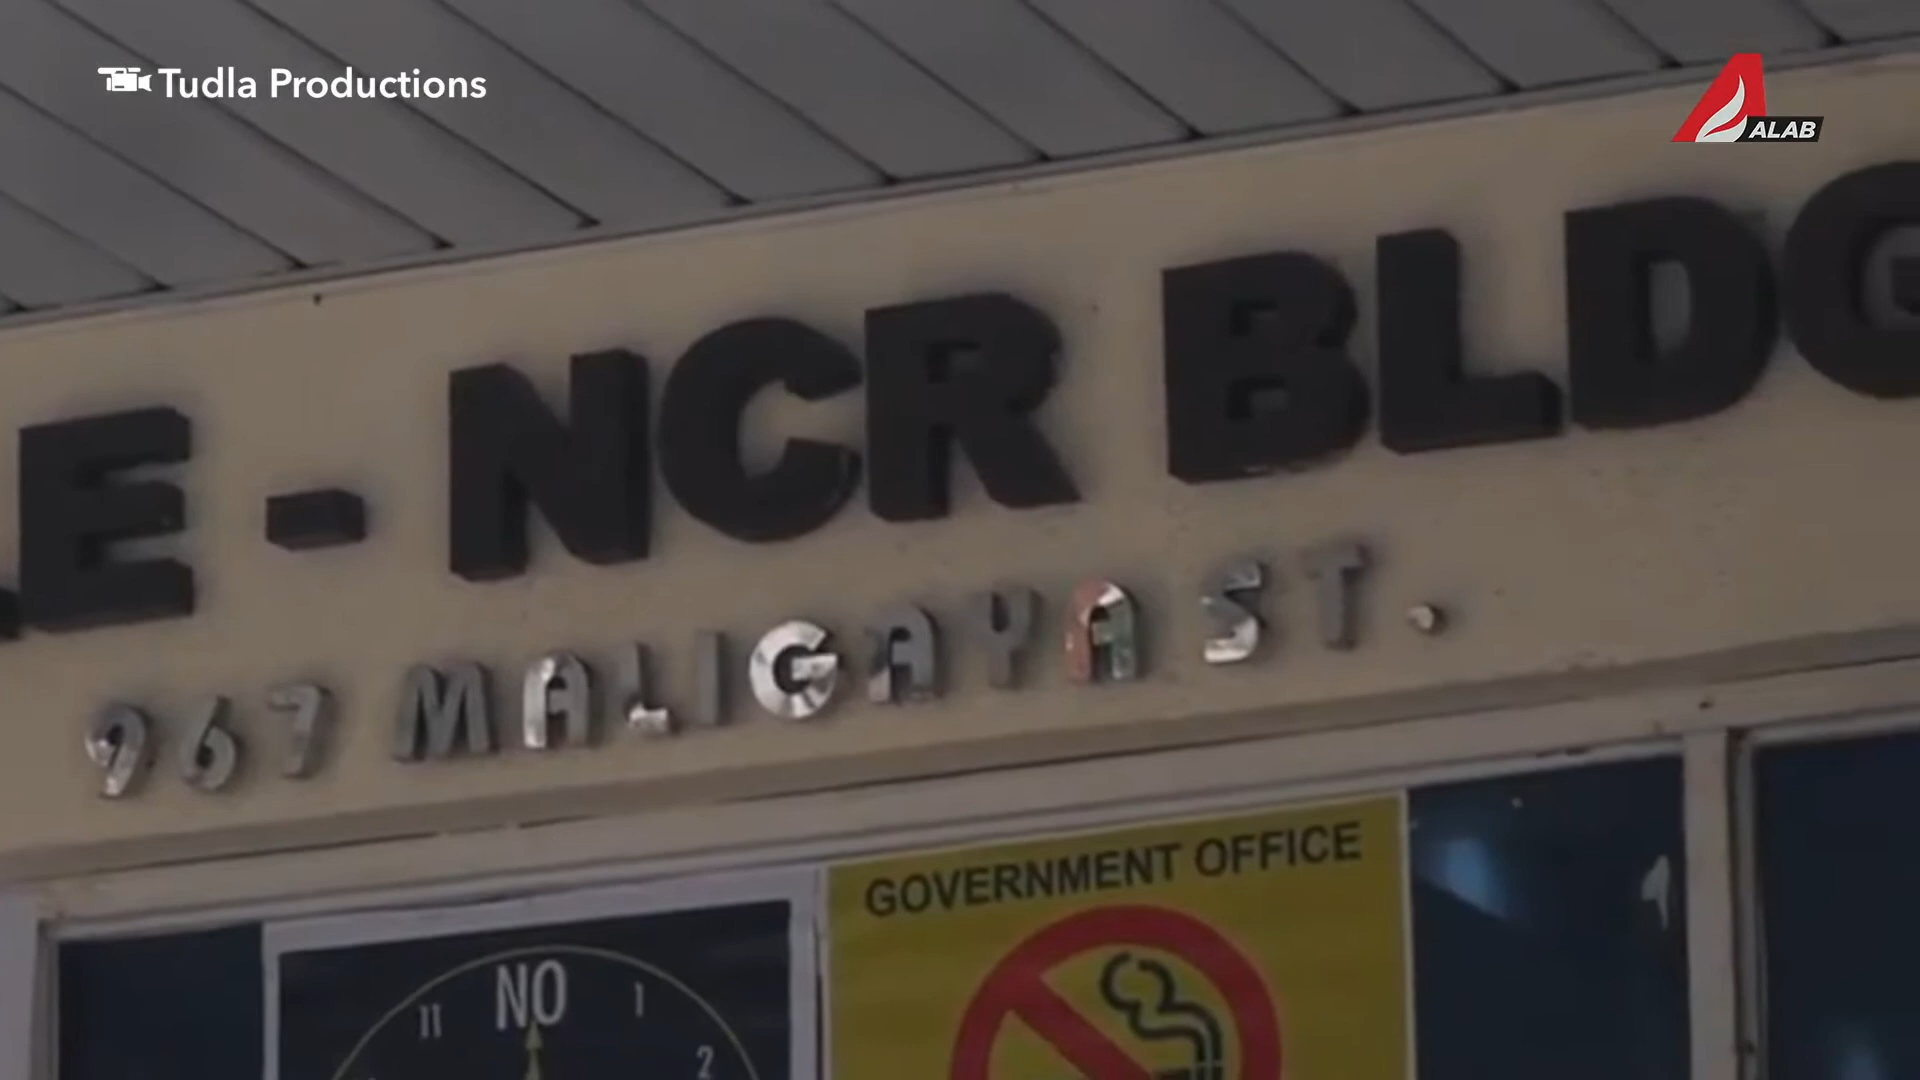 Tudla Productions
ALAB
E - NCR BLDG
967 MALIGAYA ST.
GOVERNMENT OFFICE
NO
11
1
2